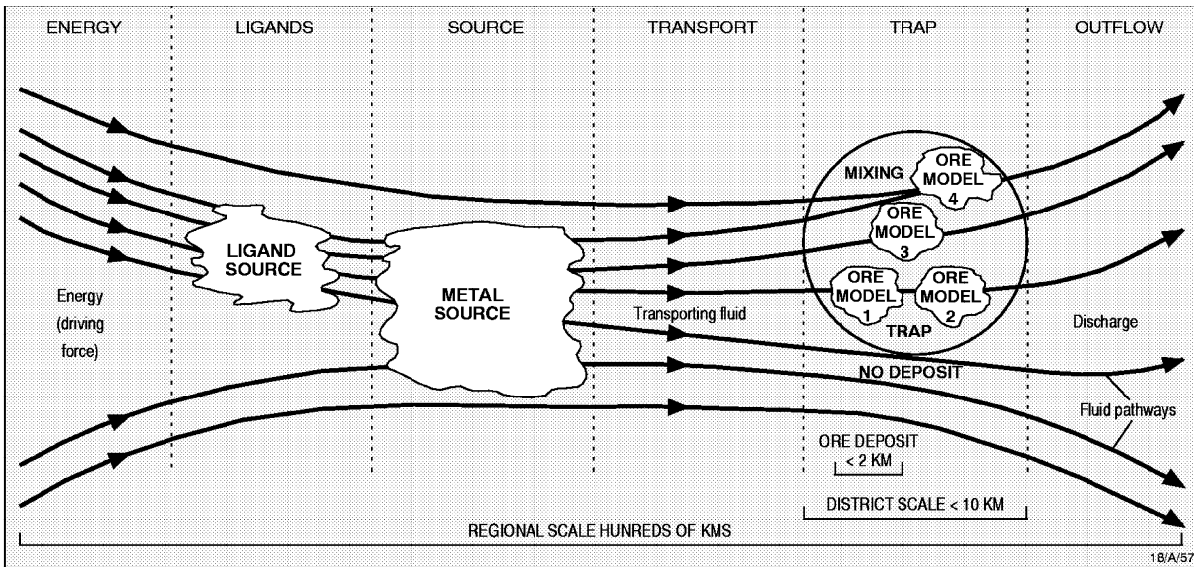 ENERGY
LIGANDS
SOURCE
TRANSPORT
TRAP
OUTFLOW
MIXING
ORE
MODEL
4
ORE
MODEL
3
LIGAND
SOURCE
METAL
SOURCE
ORE
MODEL
1
ORE
MODEL
2
TRAP
Energy
(driving
force)
Transporting fluid
Discharge
NO DEPOSIT
Fluid pathways
ORE DEPOSIT
< 2 KM
DISTRICT SCALE < 10 KM
REGIONAL SCALE HUNREDS OF KMS
16/A/57